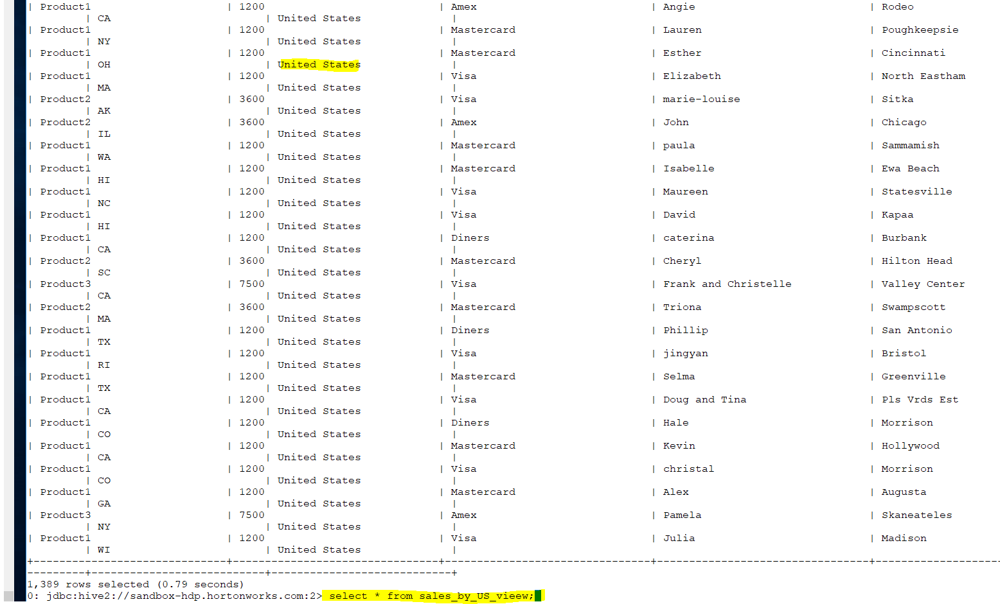 | Product1 | 1200 | Amex | Angie | Rodeo
| CA | United States |
| Product1 | 1200 | Mastercard | Lauren | Poughkeepsie
| NY | United States |
| Product1 | 1200 | Mastercard | Esther | Cincinnati
| OH | United States |
| Product1 | 1200 | Visa | Elizabeth | North Eastham
| MA | United States |
| Product2 | 3600 | Visa | marie-louise | Sitka
| AK | United States |
| Product2 | 3600 | Amex | John | Chicago
| IL | United States |
| Product1 | 1200 | Mastercard | paula | Sammamish
| WA | United States |
| Product1 | 1200 | Mastercard | Isabelle | Ewa Beach
| HI | United States |
| Product1 | 1200 | Visa | Maureen | Statesville
| NC | United States |
| Product1 | 1200 | Visa | David | Kapaa
| HI | United States |
| Product1 | 1200 | Diners | caterina | Burbank
| CA | United States |
| Product2 | 3600 | Mastercard | Cheryl | Hilton Head
| SC | United States |
| Product3 | 7500 | Visa | Frank and Christelle | Valley Center
| CA | United States |
| Product2 | 3600 | Mastercard | Triona | Swampscott
| MA | United States |
| Product1 | 1200 | Diners | Phillip | San Antonio
| TX | United States |
| Product1 | 1200 | Visa | jingyan | Bristol
| RI | United States |
| Product1 | 1200 | Mastercard | Selma | Greenville
| TX | United States |
| Product1 | 1200 | Visa | Doug and Tina | Pls Vrds Est
| CA | United States |
| Product1 | 1200 | Diners | Hale | Morrison
| CO | United States |
| Product1 | 1200 | Mastercard | Kevin | Hollywood
| CA | United States |
| Product1 | 1200 | Visa | christal | Morrison
| CO | United States |
| Product1 | 1200 | Mastercard | Alex | Augusta
| GA | United States |
| Product3 | 7500 | Amex | Pamela | Skaneateles
| NY | United States |
| Product1 | 1200 | Visa | Julia | Madison
| WI | United States |
1,389 rows selected (0.79 seconds)
0: jdbc:hive2://sandbox-hdp.hortonworks.com:2> select * from sales_by_US_vieew;